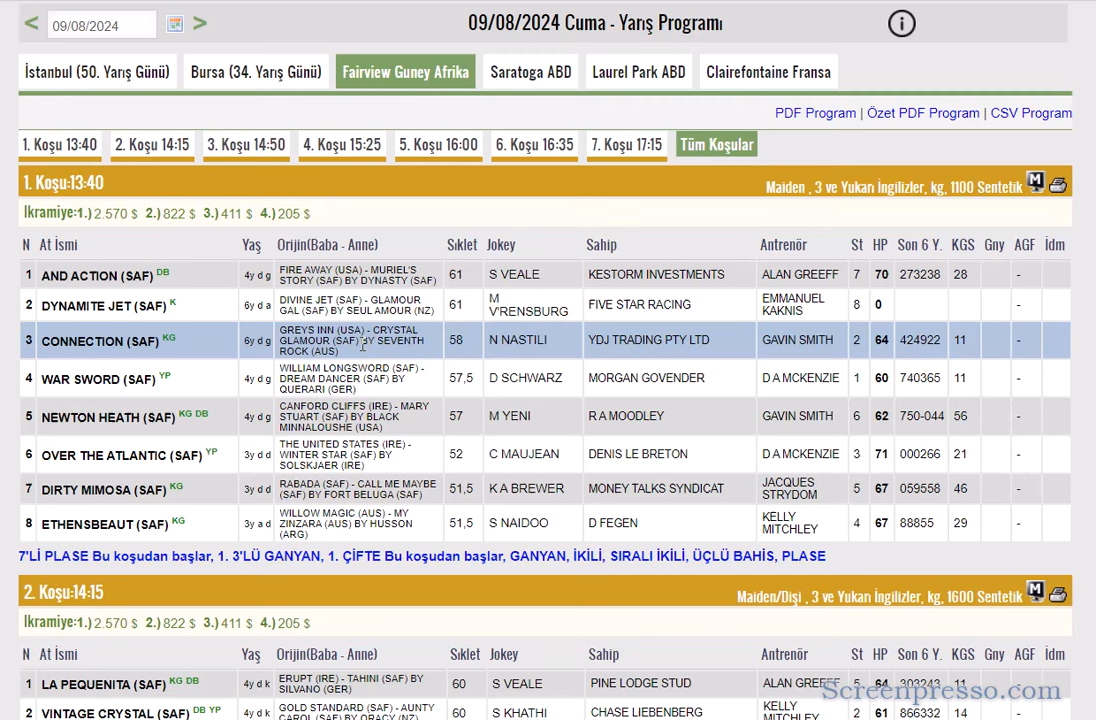 < 09/08/2024 >
09/08/2024 Cuma - Yarış Programı
i
İstanbul (50. Yarış Günü) Bursa (34. Yarış Günü) Fairview Guney Afrika Saratoga ABD Laurel Park ABD Clairefontaine Fransa
PDF Program | Özet PDF Program | CSV Program
1. Koşu 13:40 2. Koşu 14:15 3. Koşu 14:50 4. Koşu 15:25 5. Koşu 16:00 6. Koşu 16:35 7. Koşu 17:15 Tüm Koşular
1. Koşu:13:40 Maiden , 3 ve Yukarı İngilizler, kg, 1100 Sentetik M
İkramiye:1.) 2.570 $ 2.) 822 $ 3.) 411 $ 4.) 205 $
N At İsmi Yaş Orijin(Baba - Anne) Sıklet Jokey Sahip Antrenör St HP Son 6 Y. KGS Gny AGF İdm
1 AND ACTION (SAF) DB 4y d g FIRE AWAY (USA) - MURIEL'S STORY (SAF) BY DYNASTY (SAF) 61 S VEALE KESTORM INVESTMENTS ALAN GREEFF 7 70 273238 28 -
2 DYNAMITE JET (SAF) K 6y d a DIVINE JET (SAF) - GLAMOUR GAL (SAF) BY SEUL AMOUR (NZ) 61 M V'RENSBURG FIVE STAR RACING EMMANUEL KAKNIS 8 0 -
3 CONNECTION (SAF) KG 6y d g GREYS INN (USA) - CRYSTAL GLAMOUR (SAF) BY SEVENTH ROCK (AUS) 58 N NASTILI YDJ TRADING PTY LTD GAVIN SMITH 2 64 424922 11 -
4 WAR SWORD (SAF) YP 4y d g WILLIAM LONGSWORD (SAF) - DREAM DANCER (SAF) BY QUERARI (GER) 57,5 D SCHWARZ MORGAN GOVENDER D A MCKENZIE 1 60 740365 11 -
5 NEWTON HEATH (SAF) KG DB 4y d g CANFORD CLIFFS (IRE) - MARY STUART (SAF) BY BLACK MINNALOUSHE (USA) 57 M YENI R A MOODLEY GAVIN SMITH 6 62 750-044 56 -
6 OVER THE ATLANTIC (SAF) YP 3y d d THE UNITED STATES (IRE) - WINTER STAR (SAF) BY SOLSKJAER (IRE) 52 C MAUJEAN DENIS LE BRETON D A MCKENZIE 3 71 000266 21 -
7 DIRTY MIMOSA (SAF) KG 3y d d RABADA (SAF) - CALL ME MAYBE (SAF) BY FORT BELUGA (SAF) 51,5 K A BREWER MONEY TALKS SYNDICAT JACQUES STRYDOM 5 67 059558 46 -
8 ETHENSBEAUT (SAF) KG 3y a d WILLOW MAGIC (AUS) - MY ZINZARA (AUS) BY HUSSON (ARG) 51,5 S NAIDOO D FEGEN KELLY MITCHLEY 4 67 88855 29 -
7'Lİ PLASE Bu koşudan başlar, 1. 3'LÜ GANYAN, 1. ÇİFTE Bu koşudan başlar, GANYAN, İKİLİ, SIRALI İKİLİ, ÜÇLÜ BAHİS, PLASE
2. Koşu:14:15 Maiden/Dişi , 3 ve Yukarı İngilizler, kg, 1600 Sentetik M
İkramiye:1.) 2.570 $ 2.) 822 $ 3.) 411 $ 4.) 205 $
N At İsmi Yaş Orijin(Baba - Anne) Sıklet Jokey Sahip Antrenör St HP Son 6 Y. KGS Gny AGF İdm
1 LA PEQUENITA (SAF) KG DB 4y d k ERUPT (IRE) - TAHINI (SAF) BY SILVANO (GER) 60 S VEALE PINE LODGE STUD ALAN GREEFF 5 64 303243 11 -
2 VINTAGE CRYSTAL (SAF) DB YP 4y d k GOLD STANDARD (SAF) - AUNTY CAROL (SAF) BY ORACY (NZ) 60 S KHATHI CHASE LIEBENBERG KELLY MITCHLEY 2 61 866332 14 -
Screenpresso.com